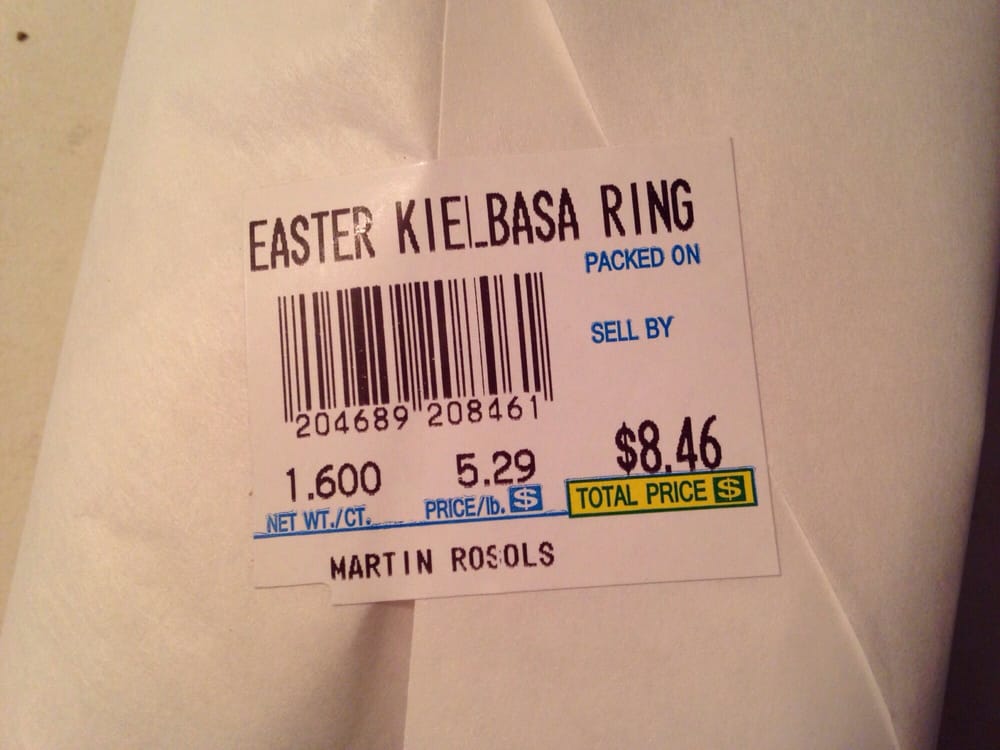 EASTER KIELBASA RING
PACKED ON
SELL BY
204689 208461
1.600 5.29 $8.46
NET WT./CT. PRICE/lb. $ TOTAL PRICE $
MARTIN ROSOLS